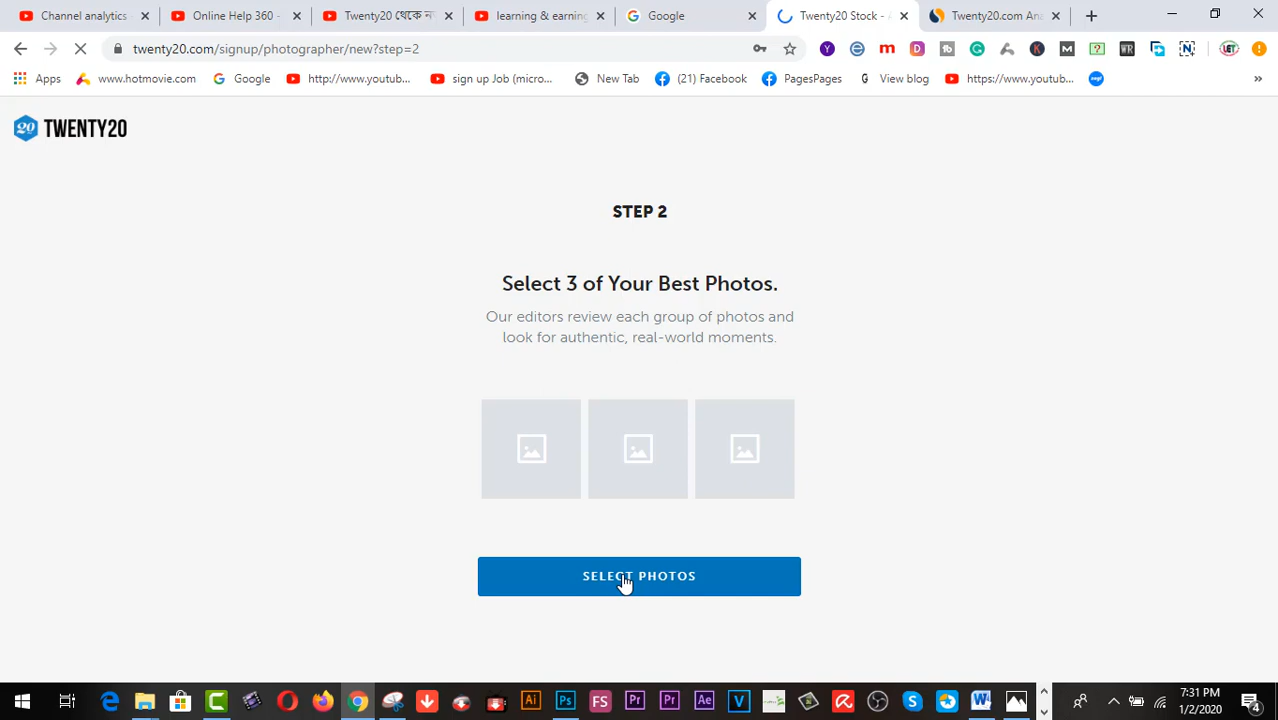 Channel analytics -
Online Help 360 -
Twenty20 থেকে ন
learning & earning
Google
Twenty20 Stock - A
Twenty20.com Ana
twenty20.com/signup/photographer/new?step=2
Apps
www.hotmovie.com
Google
http://www.youtub...
sign up Job (micro...
New Tab
(21) Facebook
PagesPages
View blog
https://www.youtub...
20 TWENTY20
STEP 2
Select 3 of Your Best Photos.
Our editors review each group of photos and
look for authentic, real-world moments.
SELECT PHOTOS
7:31 PM
1/2/2020